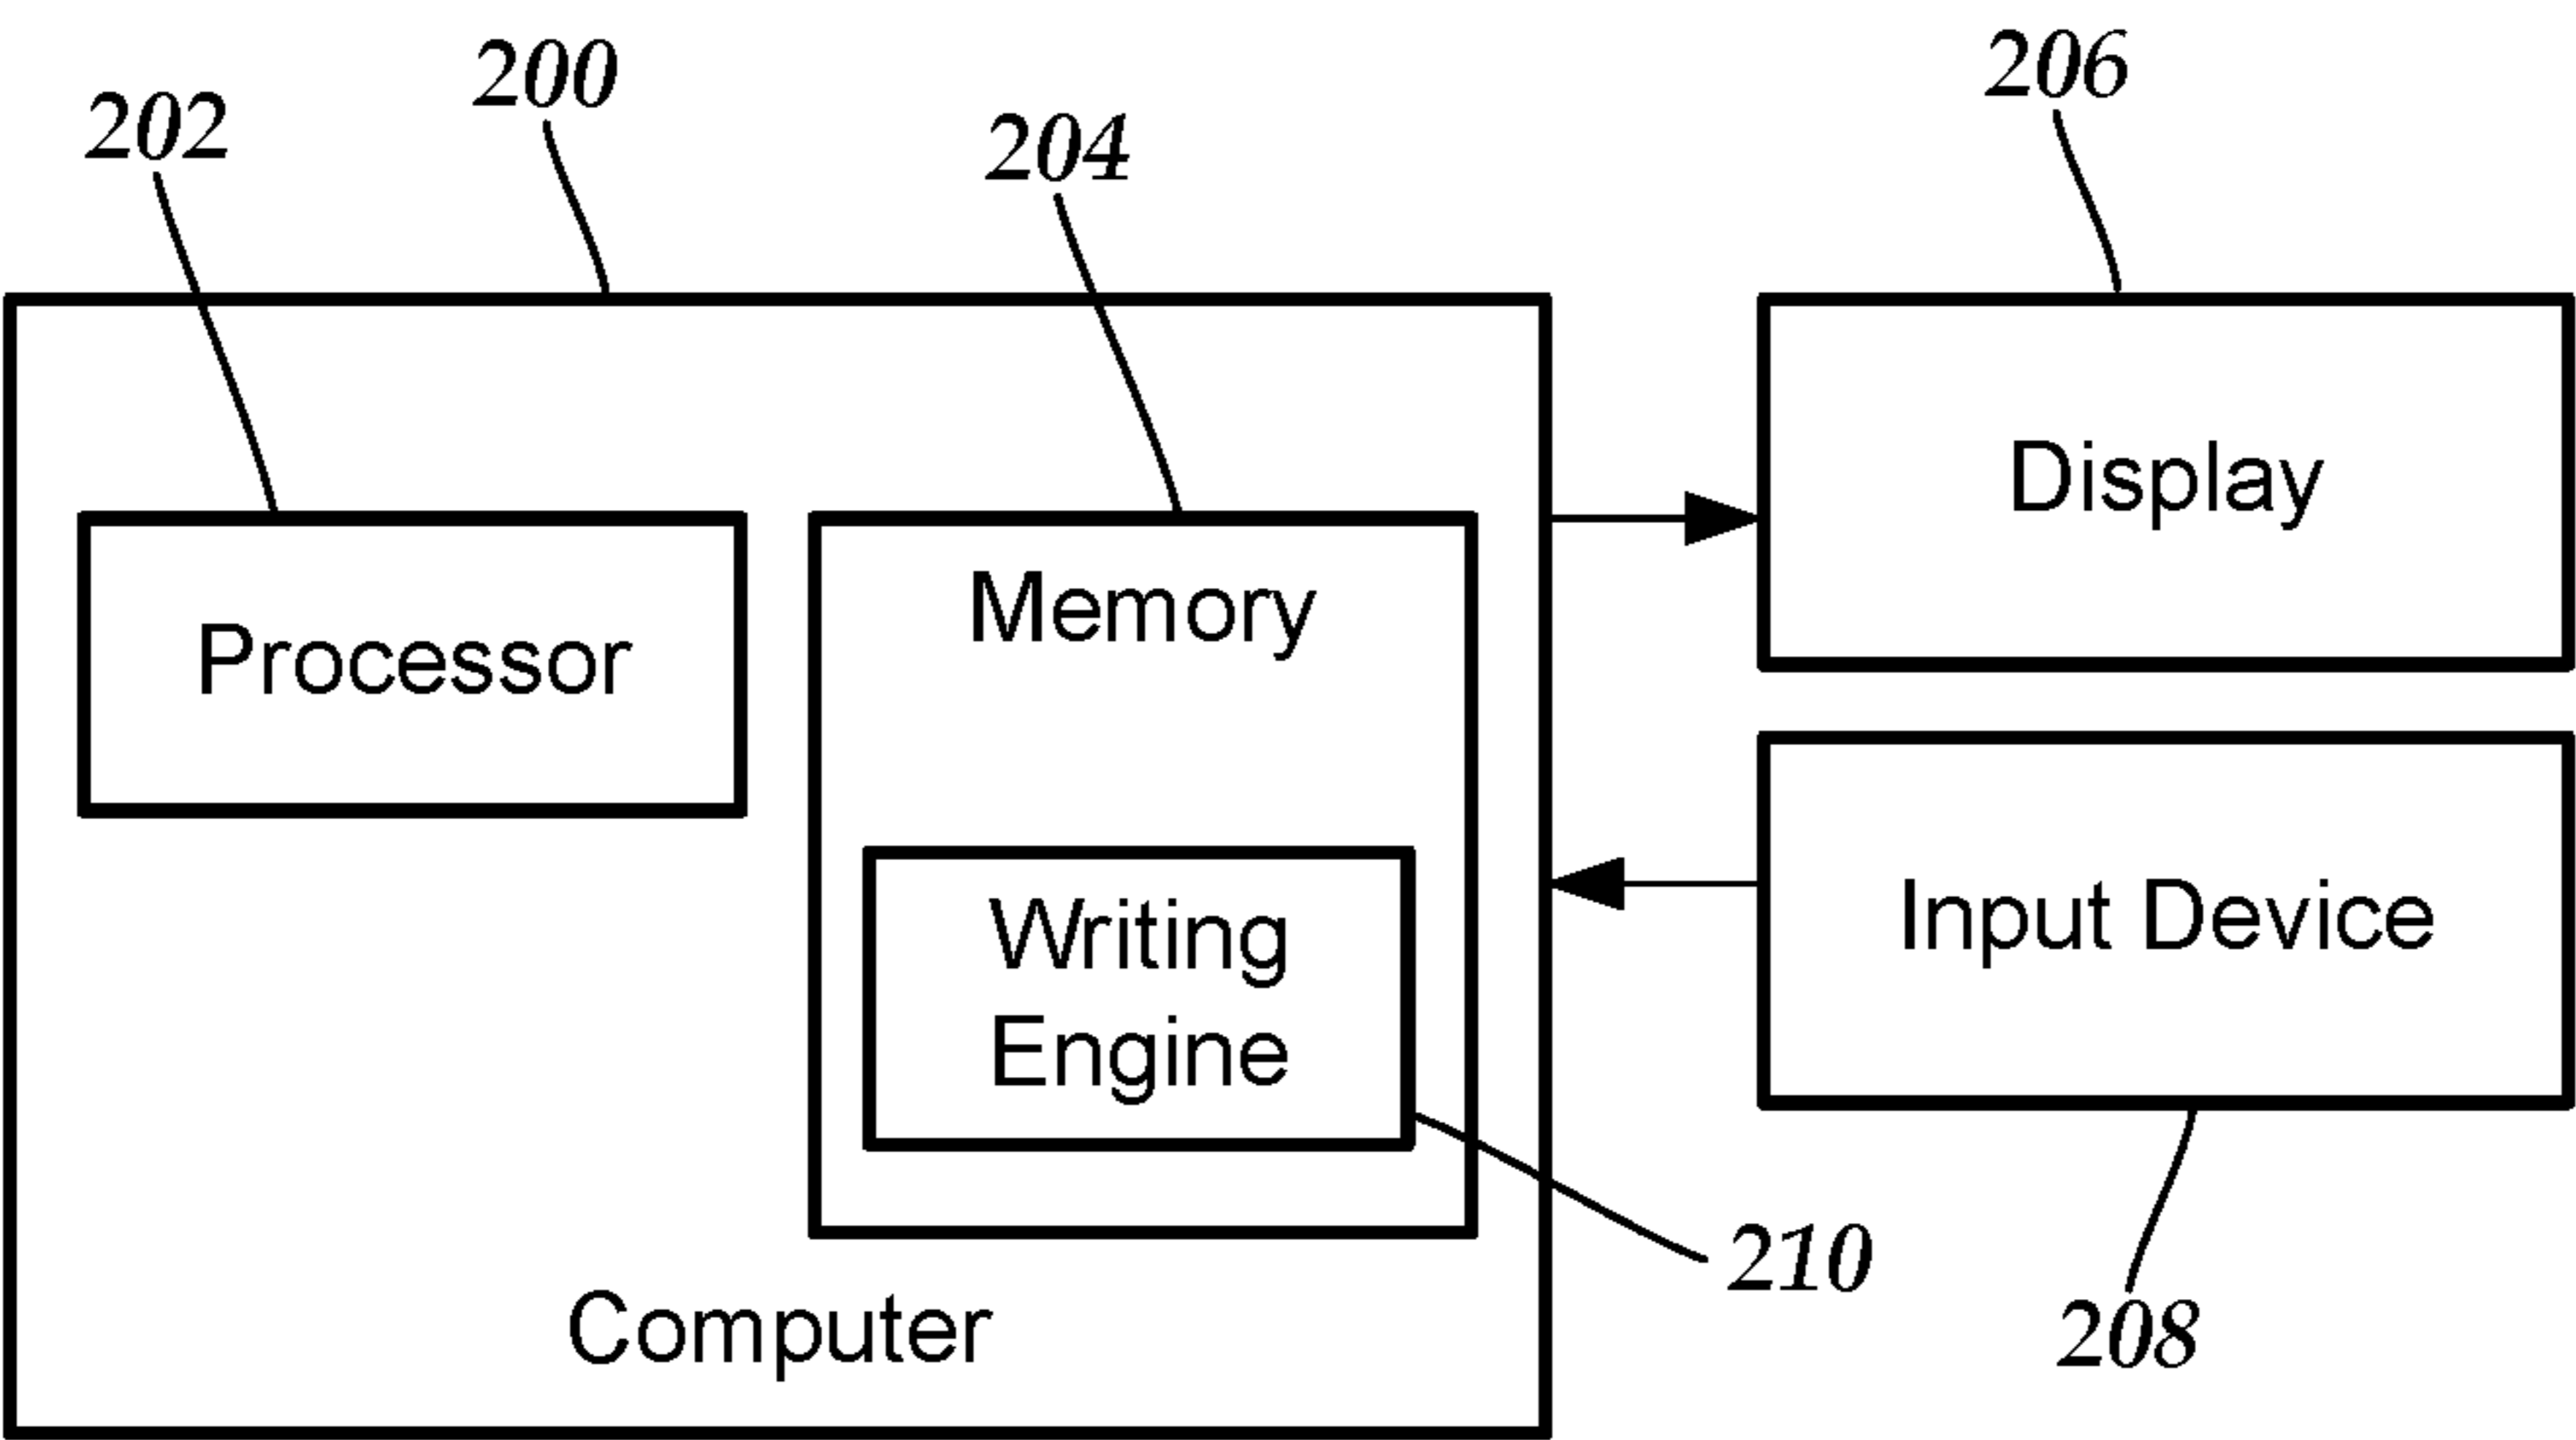 200
206
202
204
Display
Memory
Processor
Input Device
Writing
Engine
210
Computer
208